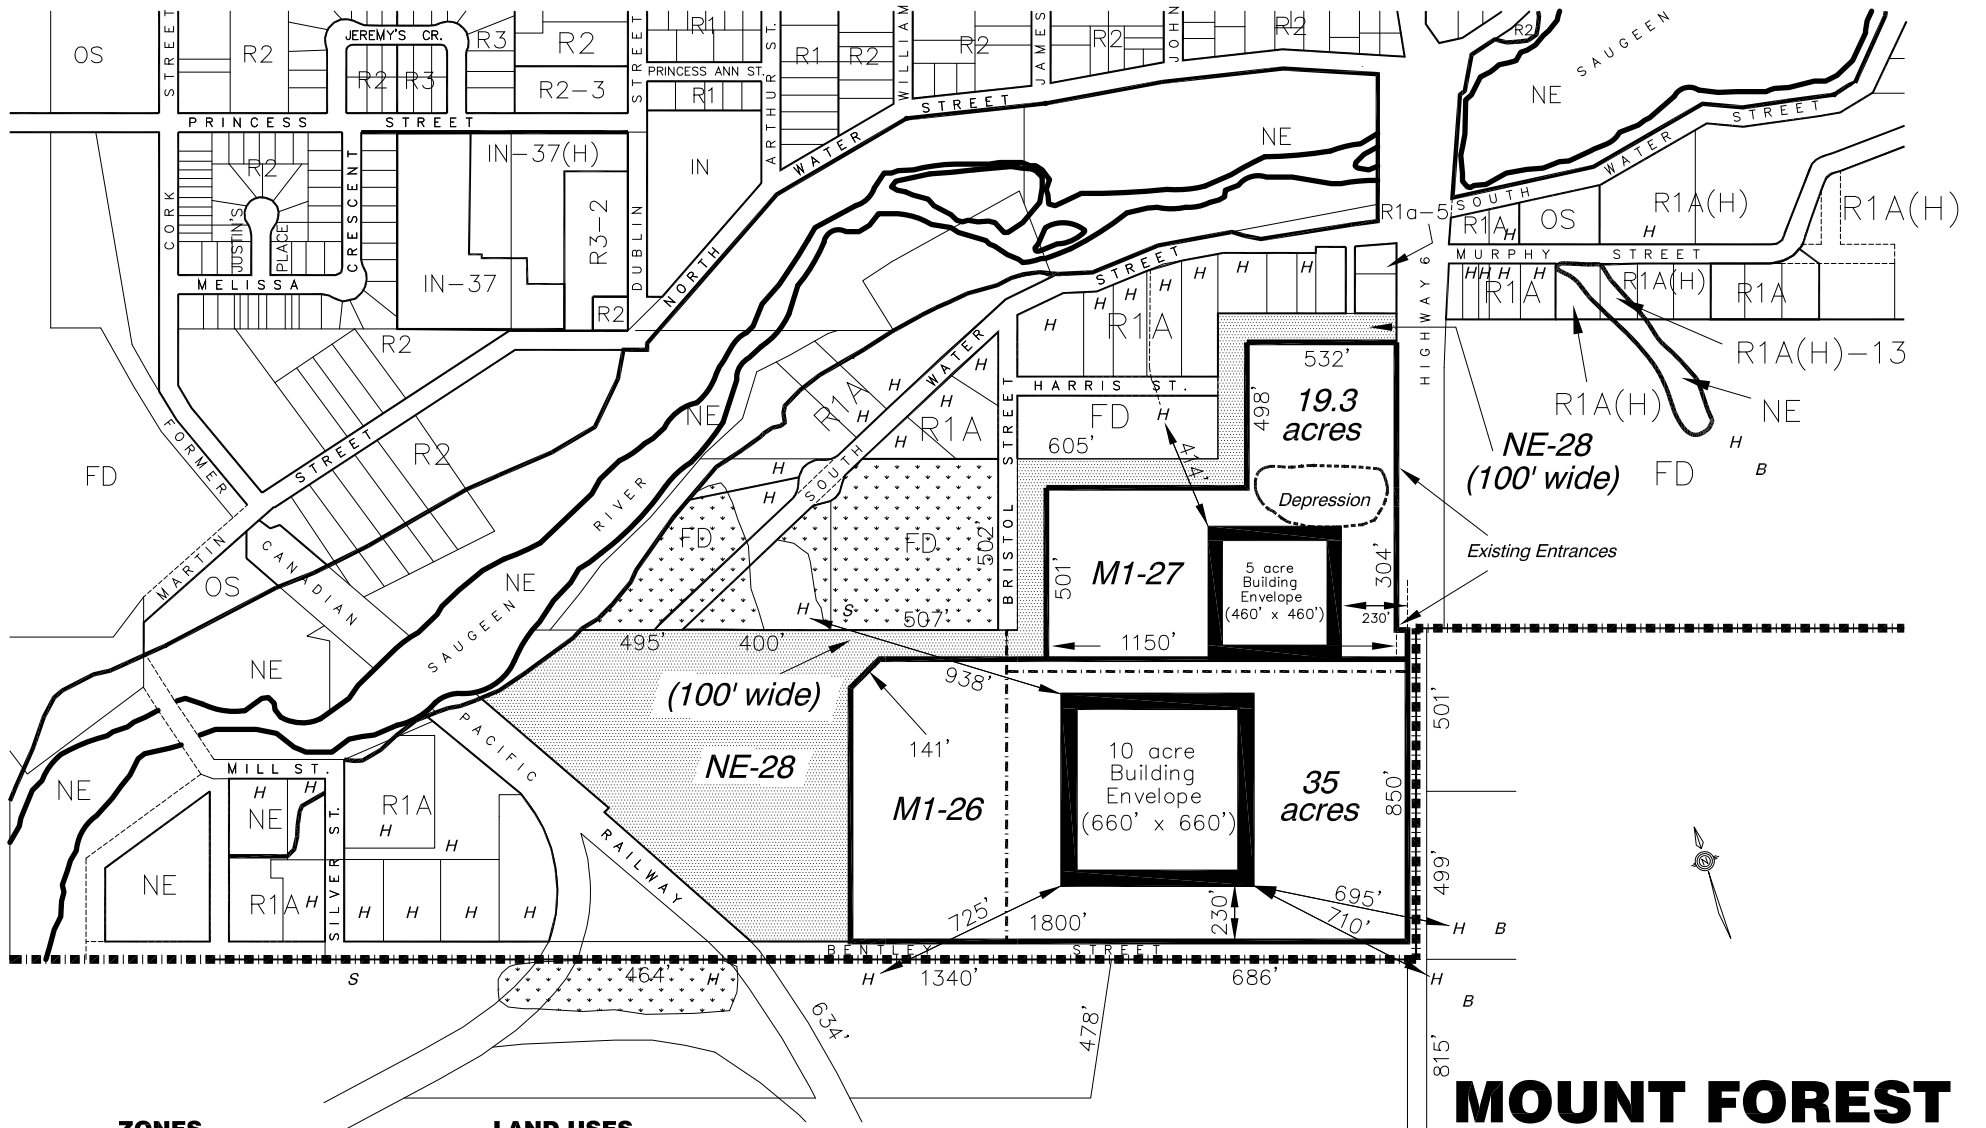 OS
STREET
R2
JEREMY'S CR.
R2
R3
R3
R2
R2-3
STREET
R1
PRINCESS ANN ST.
R1
ARTHUR ST.
R1
R2
WILLIAM
R2
JAMES
R2
JOHN
R2
R2
SAUGEEN
NE
PRINCESS STREET
NORTH WATER STREET
NE
SOUTH WATER STREET
R2
CORK
JUSTIN'S PLACE
CRESCENT
MELISSA
IN-37(H)
IN-37
R3-2
R2
DUBLIN
IN
R1a-5
R1A
H
OS
R1A(H)
H
R1A(H)
MURPHY STREET
H H H H
R1A
R1A(H)
R1A
R1A(H)-13
R1A(H)
NE
H
B
FD
HIGHWAY 6
SOUTH WATER STREET
H
H
H
H
H
H
H
R1A
R2
FORMER
FD
MARTIN STREET
R2
NE
R1A
H
H
H
H
H
R1A
HARRIS ST.
FD
H
605'
414'
532'
498'
19.3
acres
Depression
NE-28
(100' wide)
Existing Entrances
BRISTOL STREET
502'
501'
M1-27
5 acre
Building
Envelope
(460' x 460')
304'
230'
1150'
CANADIAN
OS
NE
RIVER
SAUGEEN
NE
H
H
FD
FD
H
S
507'
495'
400'
(100' wide)
938'
141'
NE-28
M1-26
10 acre
Building
Envelope
(660' x 660')
35
acres
850'
501'
499'
PACIFIC
RAILWAY
NE
MILL ST.
H
H
NE
NE
R1A
H
SILVER ST.
R1A
H
H
H
H
H
H
725'
1800'
230'
695'
710'
H
B
BENTLEY STREET
S
464'
H
H
1340'
686'
H
B
634'
478'
815'
MOUNT FOREST
ZONES
LAND USES